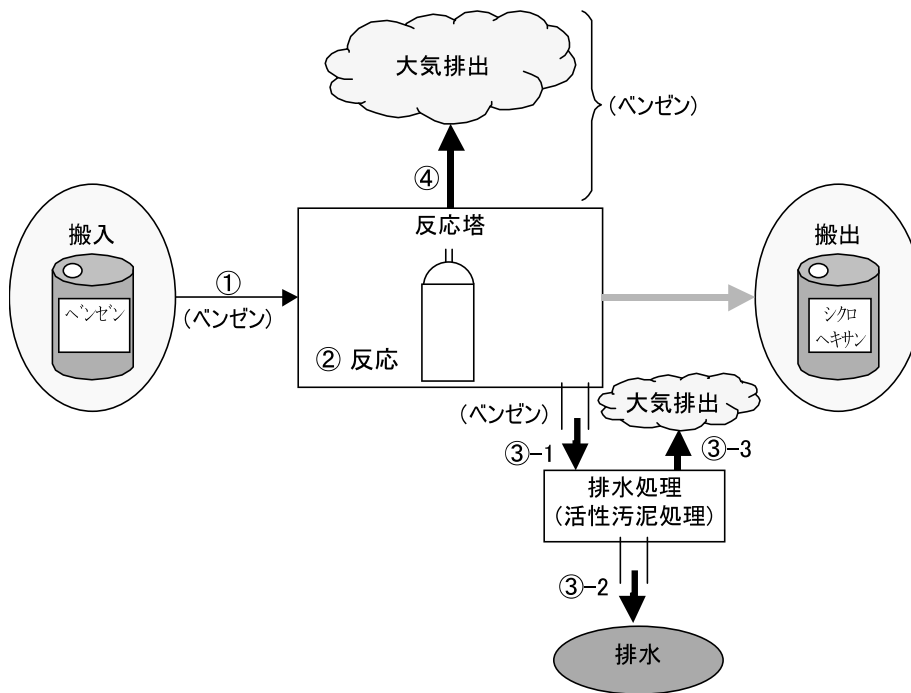 大気排出
(ベンゼン)
④
搬入
ベンゼン
①
(ベンゼン)
反応塔
② 反応
搬出
シクロ
ヘキサン
(ベンゼン)
大気排出
③-1
③-3
排水処理
(活性汚泥処理)
③-2
排水